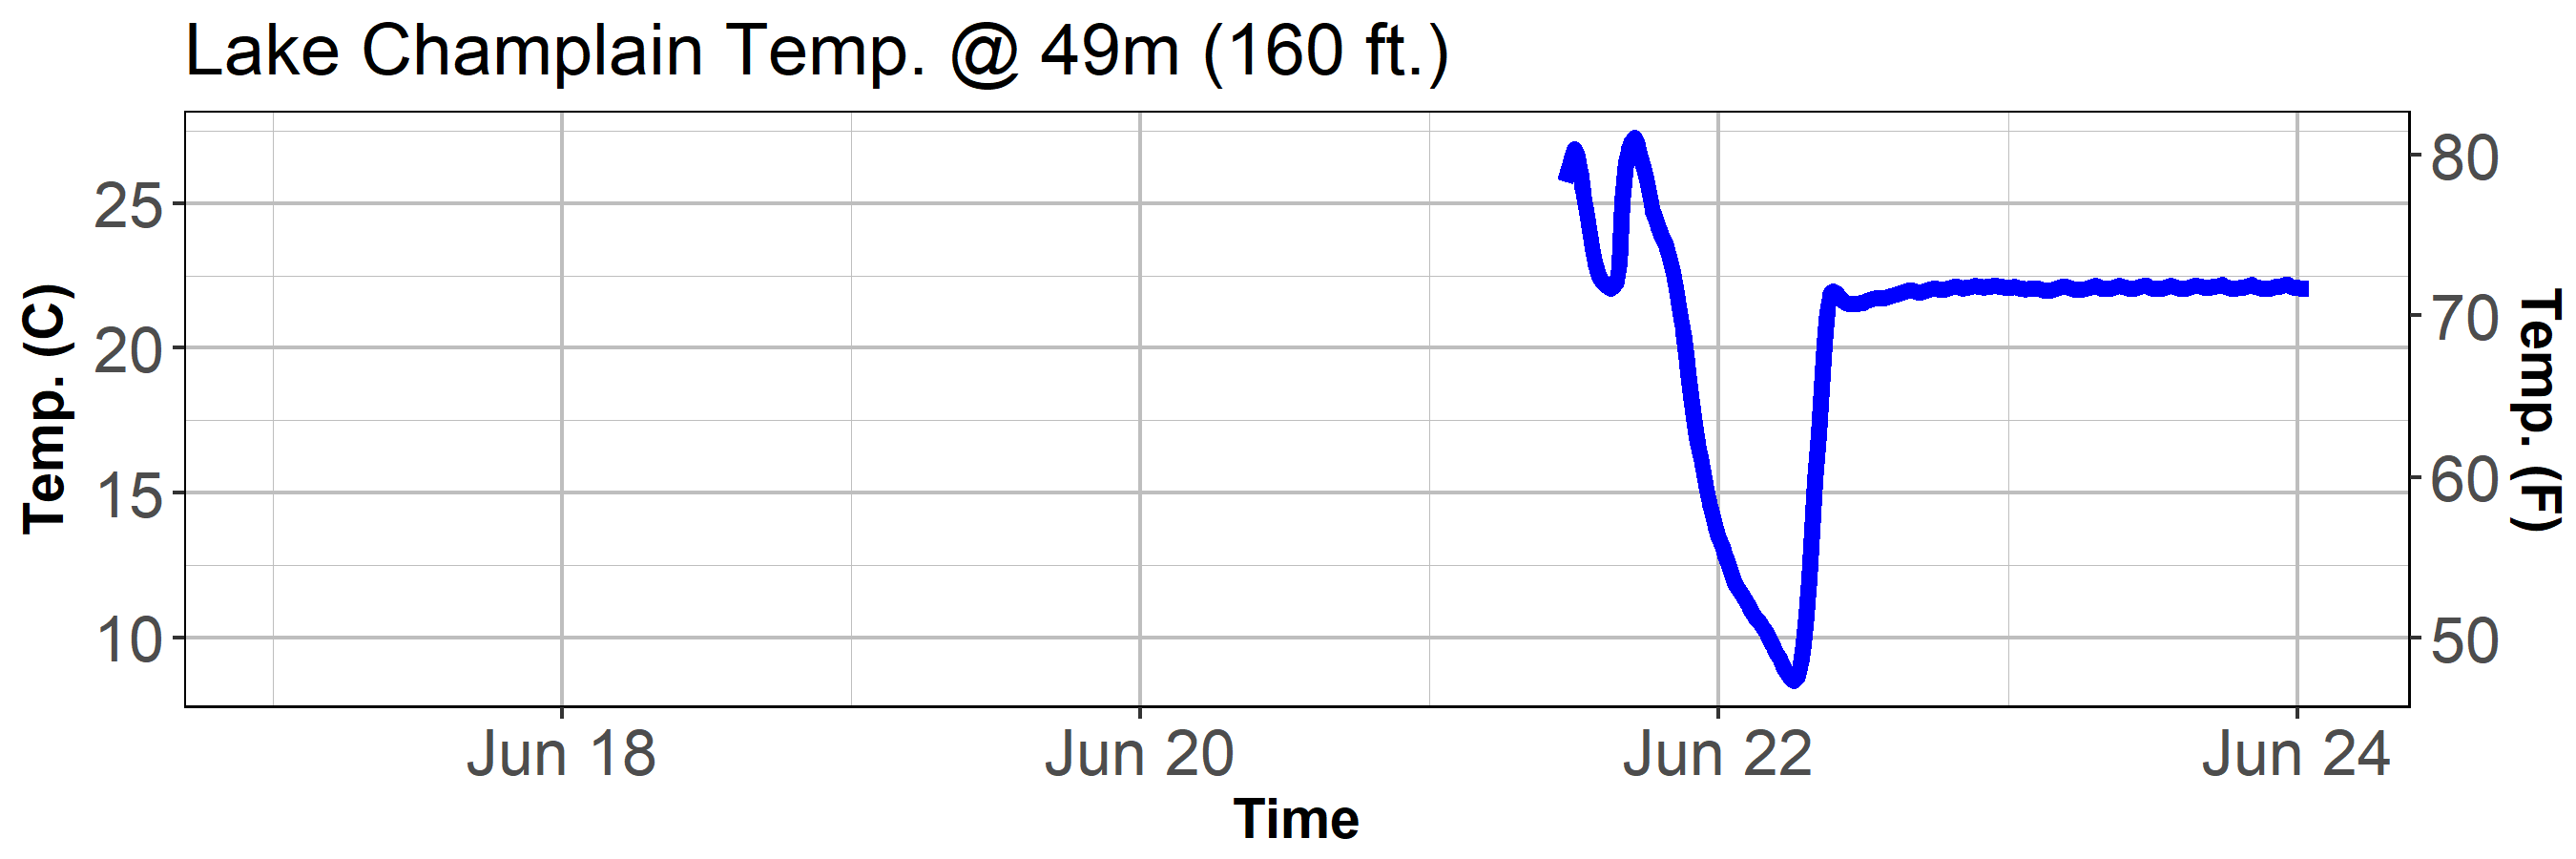 Lake Champlain Temp. @ 49m (160 ft.)
25
20
15
10
Temp. (C)
80
70
60
50
Temp. (F)
Jun 18
Jun 20
Jun 22
Jun 24
Time